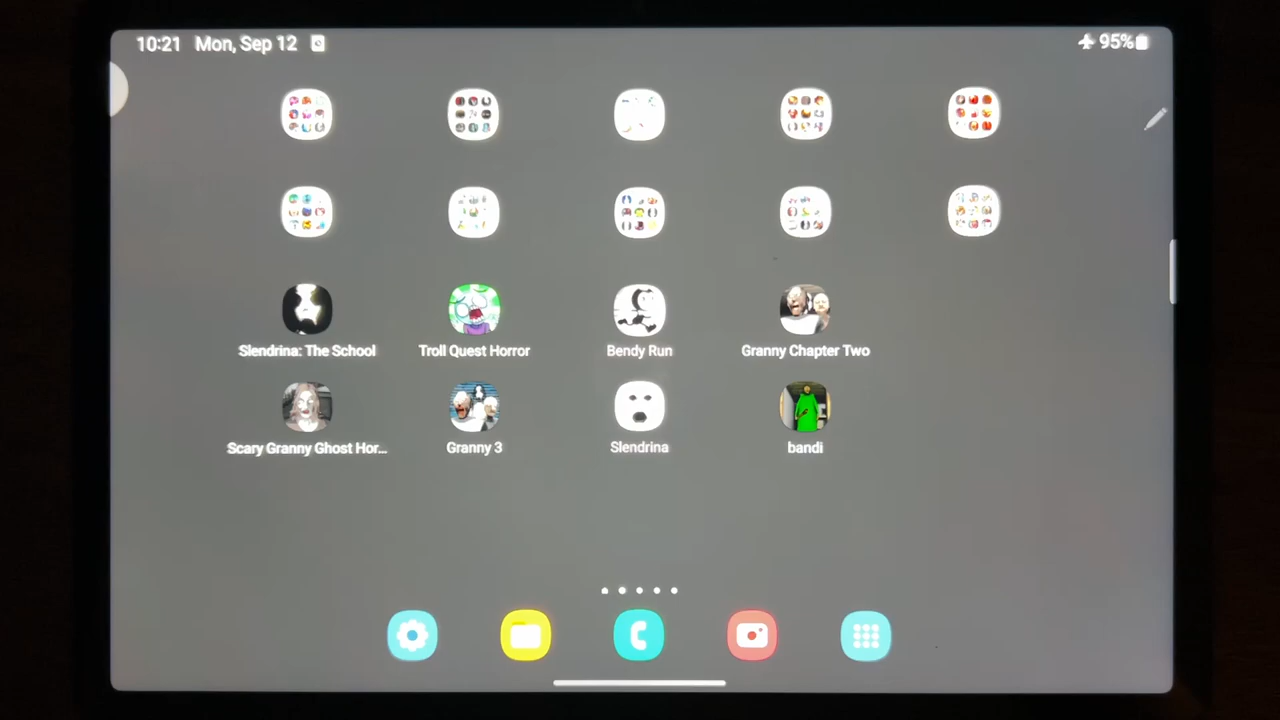 10:21 Mon, Sep 12
95%
Slendrina: The School
Troll Quest Horror
Bendy Run
Granny Chapter Two
Scary Granny Ghost Hor...
Granny 3
Slendrina
bandi